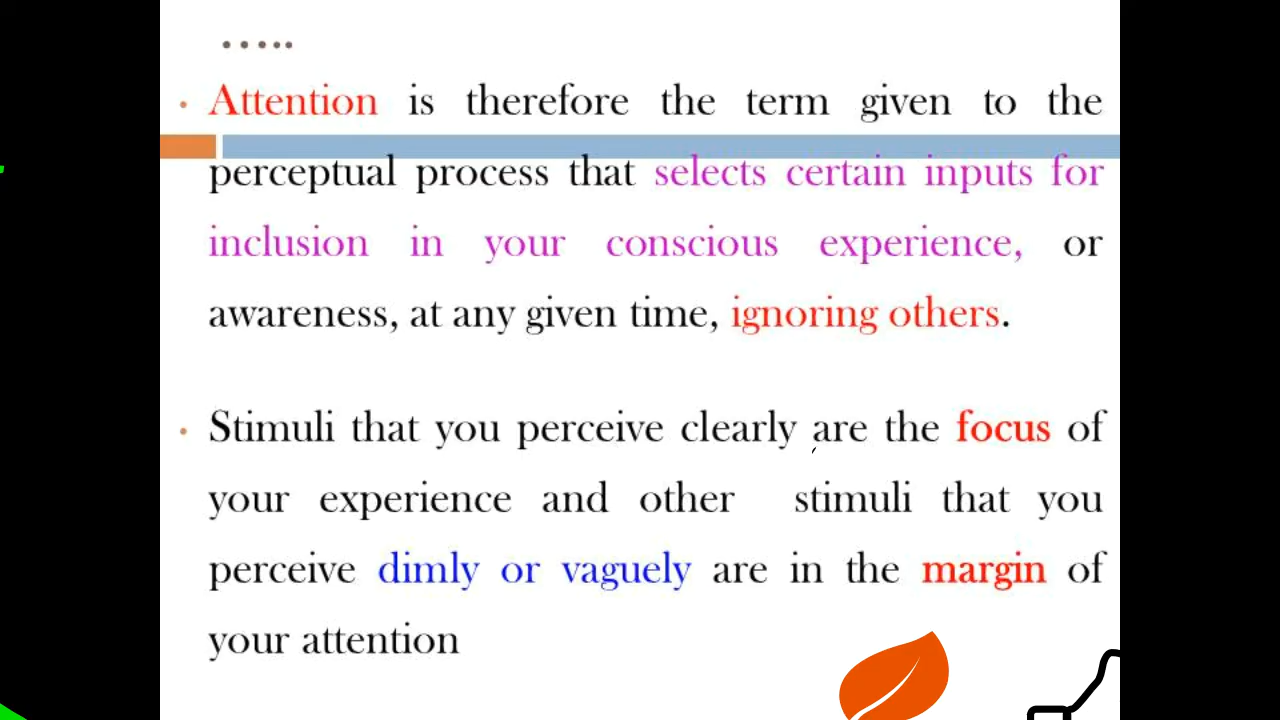 .....
• Attention is therefore the term given to the
perceptual process that selects certain inputs for
inclusion in your conscious experience, or
awareness, at any given time, ignoring others.
• Stimuli that you perceive clearly are the focus of
your experience and other stimuli that you
perceive dimly or vaguely are in the margin of
your attention